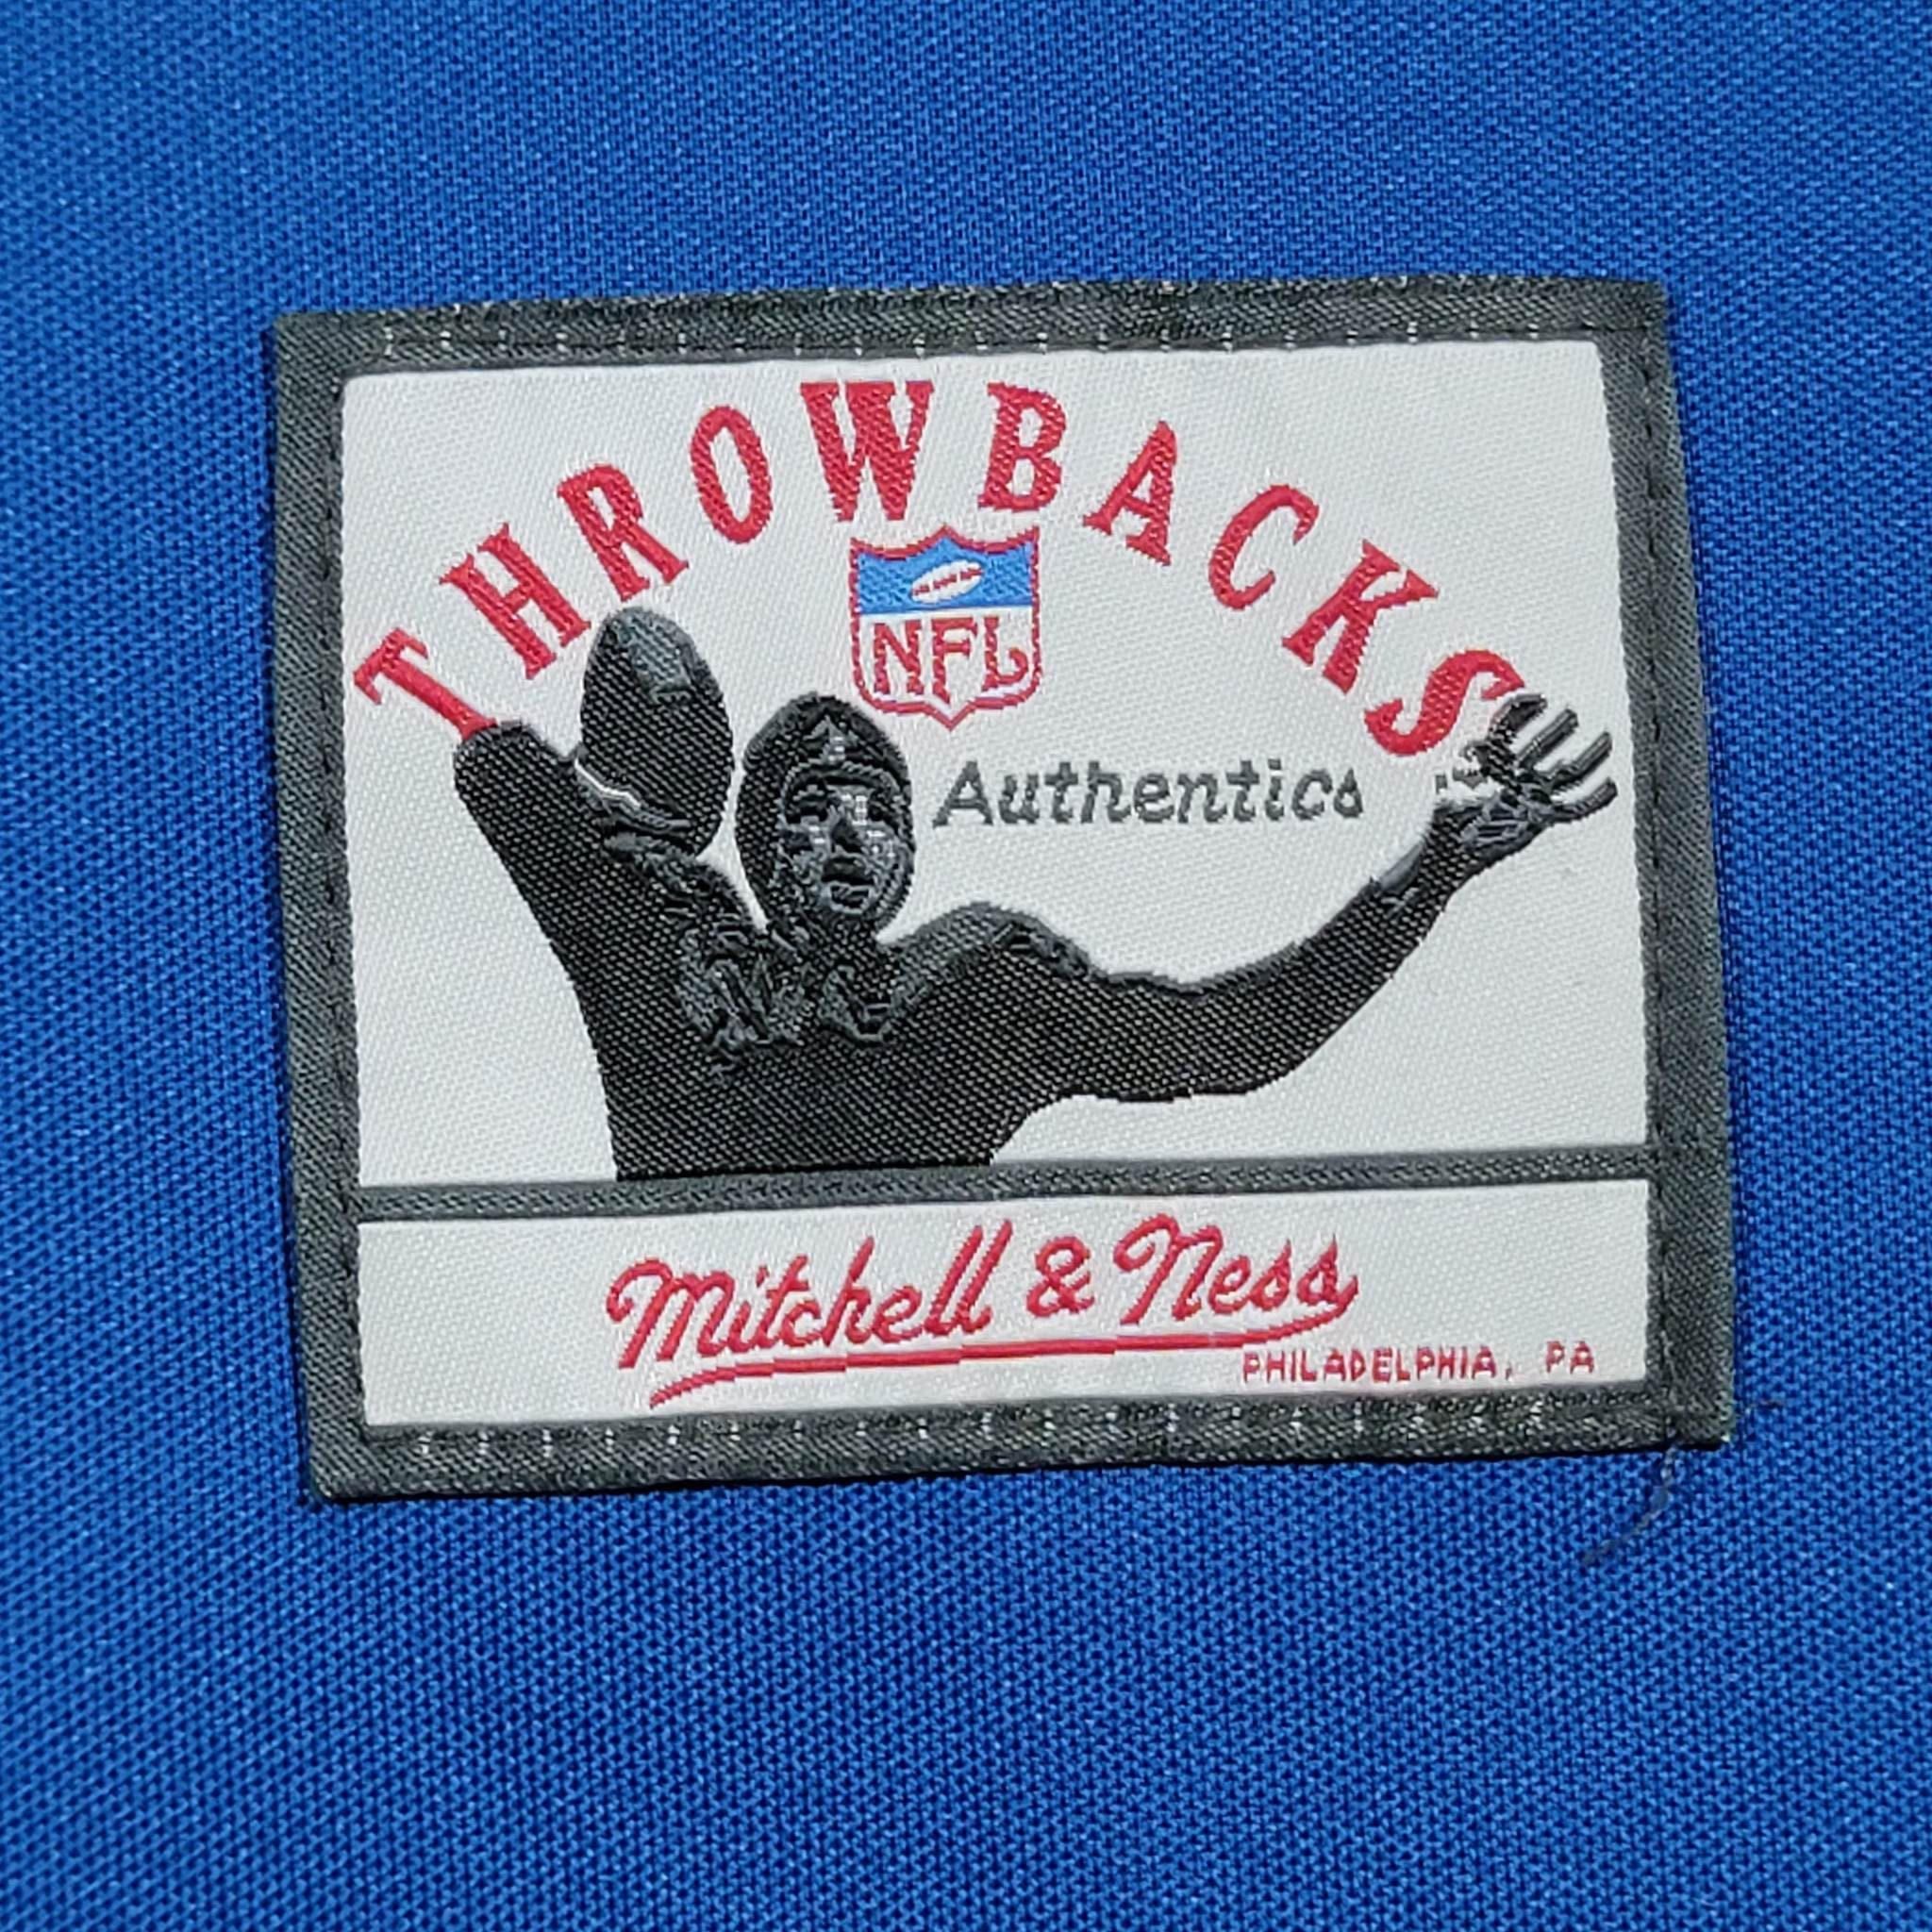 THROWBACKS
NFL
Authentics
Mitchell & Ness
PHILADELPHIA, PA